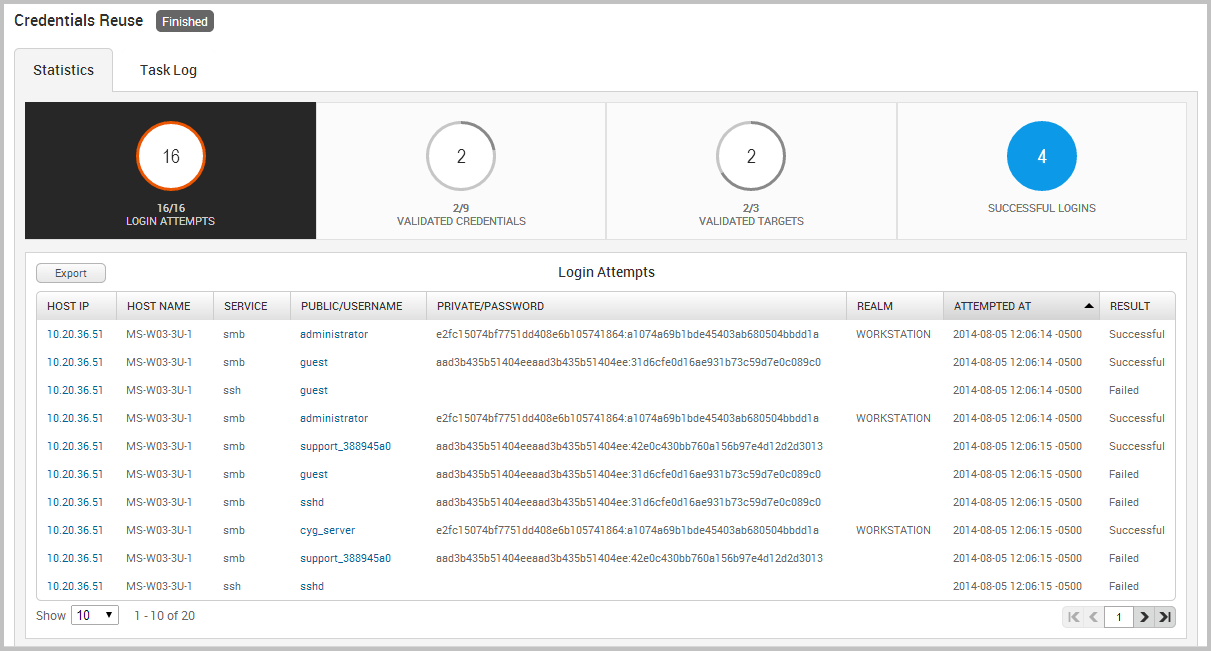 Credentials Reuse Finished
Statistics Task Log
16 2 2 4
16/16 2/9 2/3
LOGIN ATTEMPTS VALIDATED CREDENTIALS VALIDATED TARGETS SUCCESSFUL LOGINS
Export Login Attempts
HOST IP HOST NAME SERVICE PUBLIC/USERNAME PRIVATE/PASSWORD REALM ATTEMPTED AT RESULT
10.20.36.51 MS-W03-3U-1 smb administrator e2fc15074bf7751dd408e6b105741864:a1074a69b1bde45403ab680504bbdd1a WORKSTATION 2014-08-05 12:06:14 -0500 Successful
10.20.36.51 MS-W03-3U-1 smb guest aad3b435b51404eeaad3b435b51404ee:31d6cfe0d16ae931b73c59d7e0c089c0 2014-08-05 12:06:14 -0500 Successful
10.20.36.51 MS-W03-3U-1 ssh guest 2014-08-05 12:06:14 -0500 Failed
10.20.36.51 MS-W03-3U-1 smb administrator e2fc15074bf7751dd408e6b105741864:a1074a69b1bde45403ab680504bbdd1a WORKSTATION 2014-08-05 12:06:14 -0500 Successful
10.20.36.51 MS-W03-3U-1 smb support_388945a0 aad3b435b51404eeaad3b435b51404ee:42e0c430bb760a156b97e4d12d2d3013 2014-08-05 12:06:15 -0500 Successful
10.20.36.51 MS-W03-3U-1 smb guest aad3b435b51404eeaad3b435b51404ee:31d6cfe0d16ae931b73c59d7e0c089c0 2014-08-05 12:06:15 -0500 Failed
10.20.36.51 MS-W03-3U-1 smb sshd aad3b435b51404eeaad3b435b51404ee:31d6cfe0d16ae931b73c59d7e0c089c0 2014-08-05 12:06:15 -0500 Failed
10.20.36.51 MS-W03-3U-1 smb cyg_server e2fc15074bf7751dd408e6b105741864:a1074a69b1bde45403ab680504bbdd1a WORKSTATION 2014-08-05 12:06:15 -0500 Successful
10.20.36.51 MS-W03-3U-1 smb support_388945a0 aad3b435b51404eeaad3b435b51404ee:42e0c430bb760a156b97e4d12d2d3013 2014-08-05 12:06:15 -0500 Failed
10.20.36.51 MS-W03-3U-1 ssh sshd 2014-08-05 12:06:15 -0500 Failed
Show 10 1 - 10 of 20 1